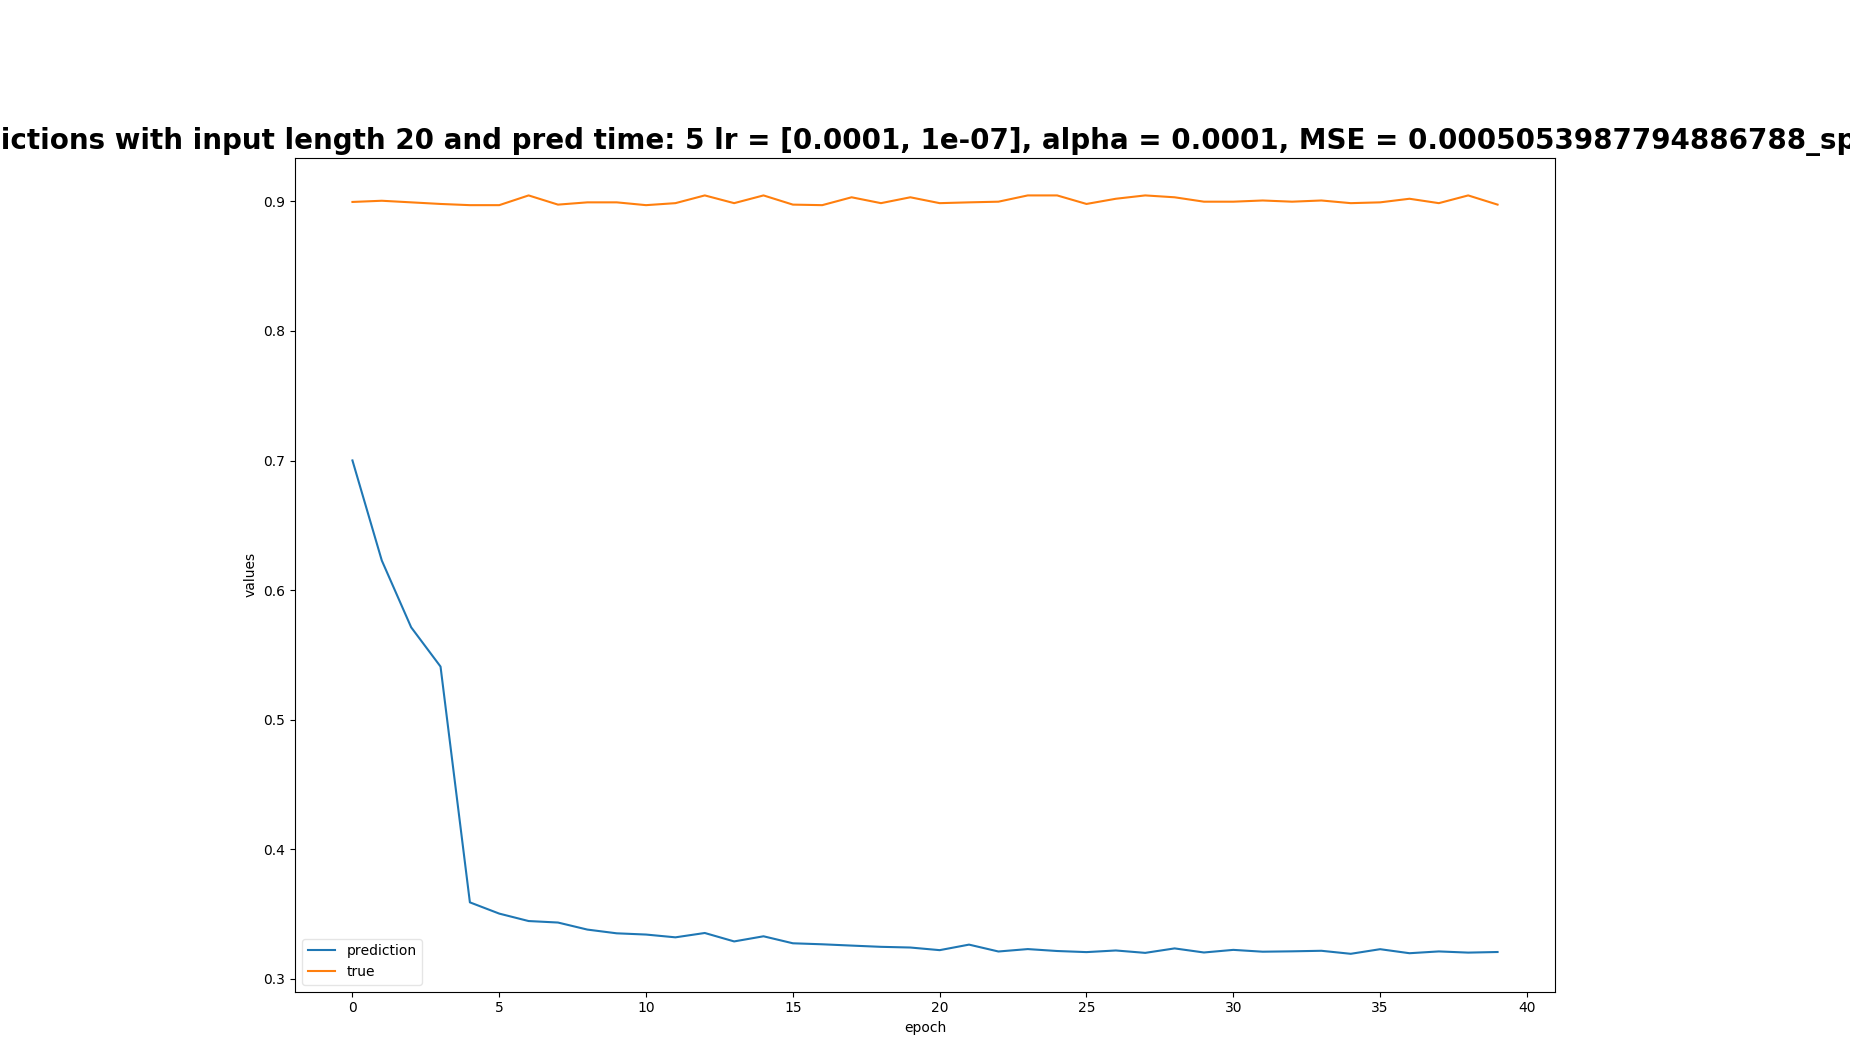 ictions with input length 20 and pred time: 5 lr = [0.0001, 1e-07], alpha = 0.0001, MSE = 0.0005053987794886788_sp
0.9
0.8
0.7
0.6
0.5
0.4
0.3
values
prediction
true
0 5 10 15 20 25 30 35 40
epoch